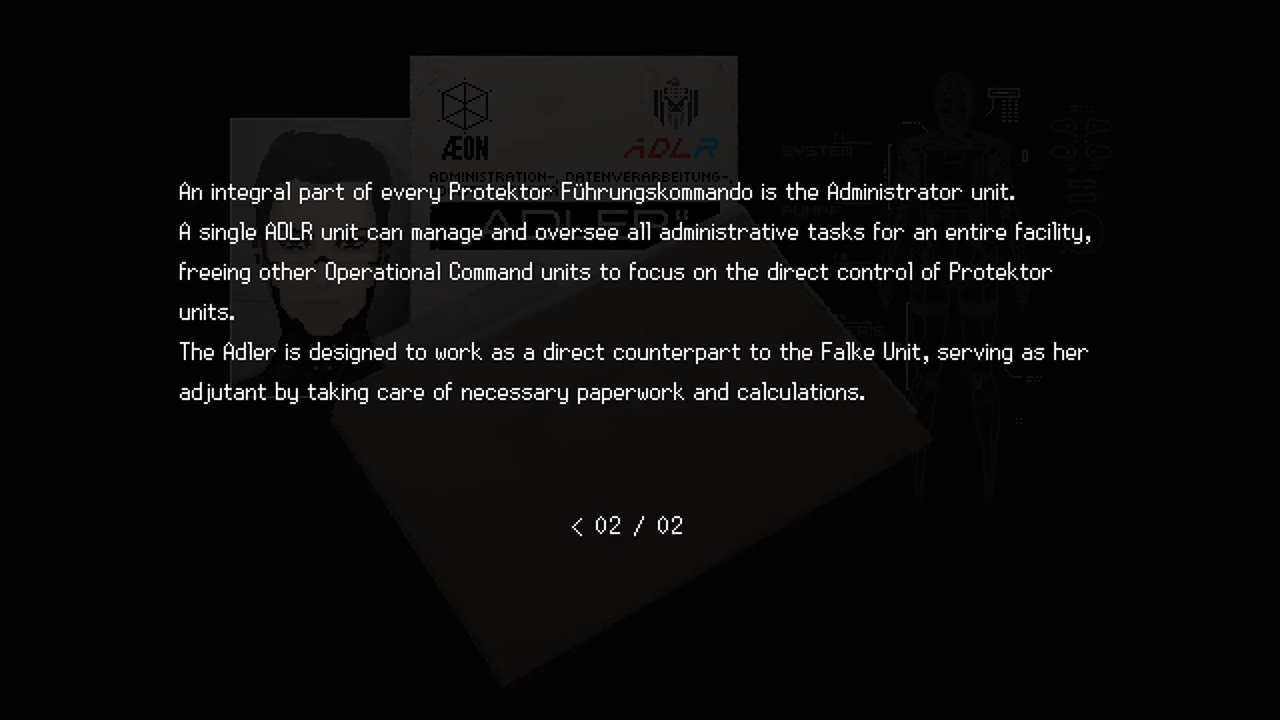 ÆON
ADLR
ADMINISTRATION-, DATENVERARBEITUNG-,
SYSTEM
An integral part of every Protektor Führungskommando is the Administrator unit.
ADLER
A single ADLR unit can manage and oversee all administrative tasks for an entire facility,
freeing other Operational Command units to focus on the direct control of Protektor
units.
The Adler is designed to work as a direct counterpart to the Falke Unit, serving as her
adjutant by taking care of necessary paperwork and calculations.
< 02 / 02